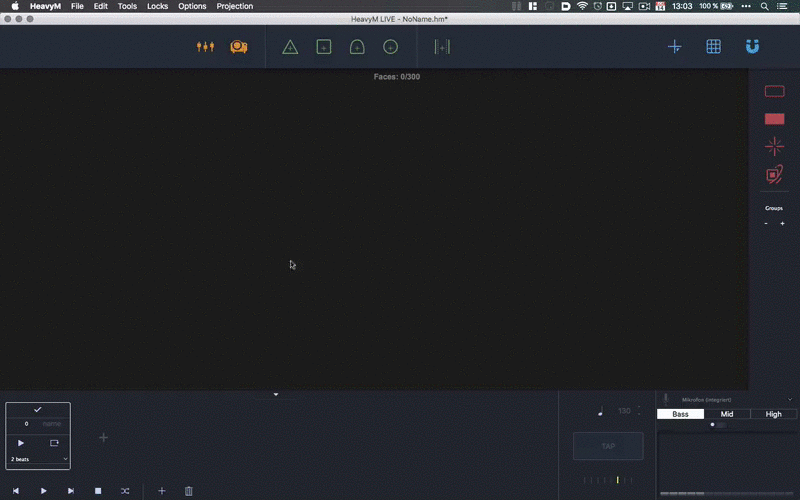 HeavyM File Edit Tools Locks Options Projection 13:03 100 %
HeavyM LIVE - NoName.hm*
Faces: 0/300
Groups
- +
0 name
2 beats
130
TAP
Mikrofon (integriert)
Bass Mid High